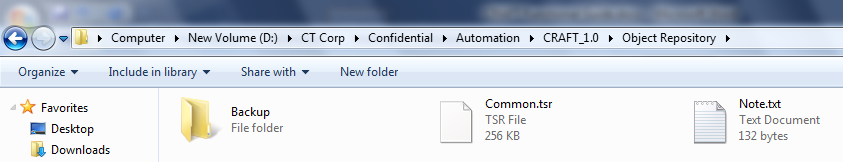 Computer New Volume (D:) CT Corp Confidential Automation CRAFT_1.0 Object Repository
Organize Include in library Share with New folder
Favorites
Desktop
Downloads
Backup
File folder
Common.tsr
TSR File
256 KB
Note.txt
Text Document
132 bytes